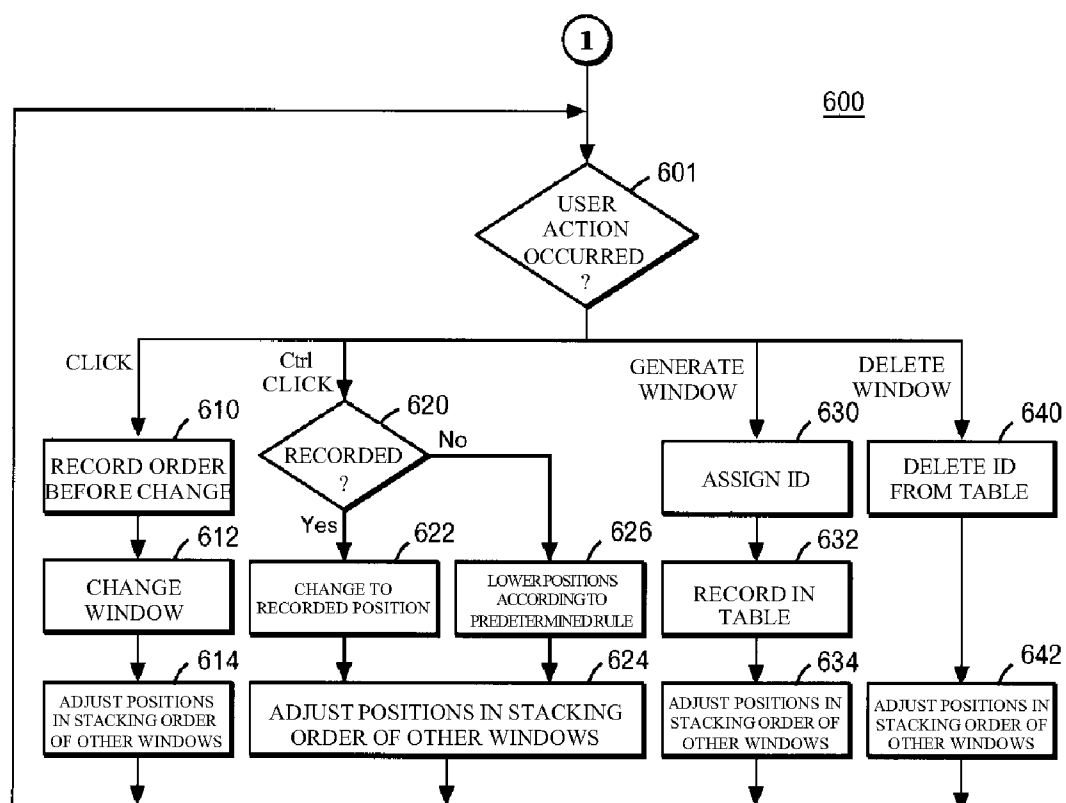 1
600
601
USER
ACTION
OCCURRED
?
CLICK
Ctrl
CLICK
GENERATE
WINDOW
DELETE
WINDOW
610
RECORD ORDER
BEFORE CHANGE
620
RECORDED
?
No
Yes
630
ASSIGN ID
640
DELETE ID
FROM TABLE
612
CHANGE
WINDOW
622
CHANGE TO
RECORDED POSITION
626
LOWER POSITIONS
ACCORDING TO
PREDETERMINED RULE
632
RECORD IN
TABLE
614
ADJUST POSITIONS
IN STACKING ORDER
OF OTHER WINDOWS
624
ADJUST POSITIONS IN STACKING
ORDER OF OTHER WINDOWS
634
ADJUST POSITIONS IN
STACKING ORDER OF
OTHER WINDOWS
642
ADJUST POSITIONS IN
STACKING ORDER OF
OTHER WINDOWS